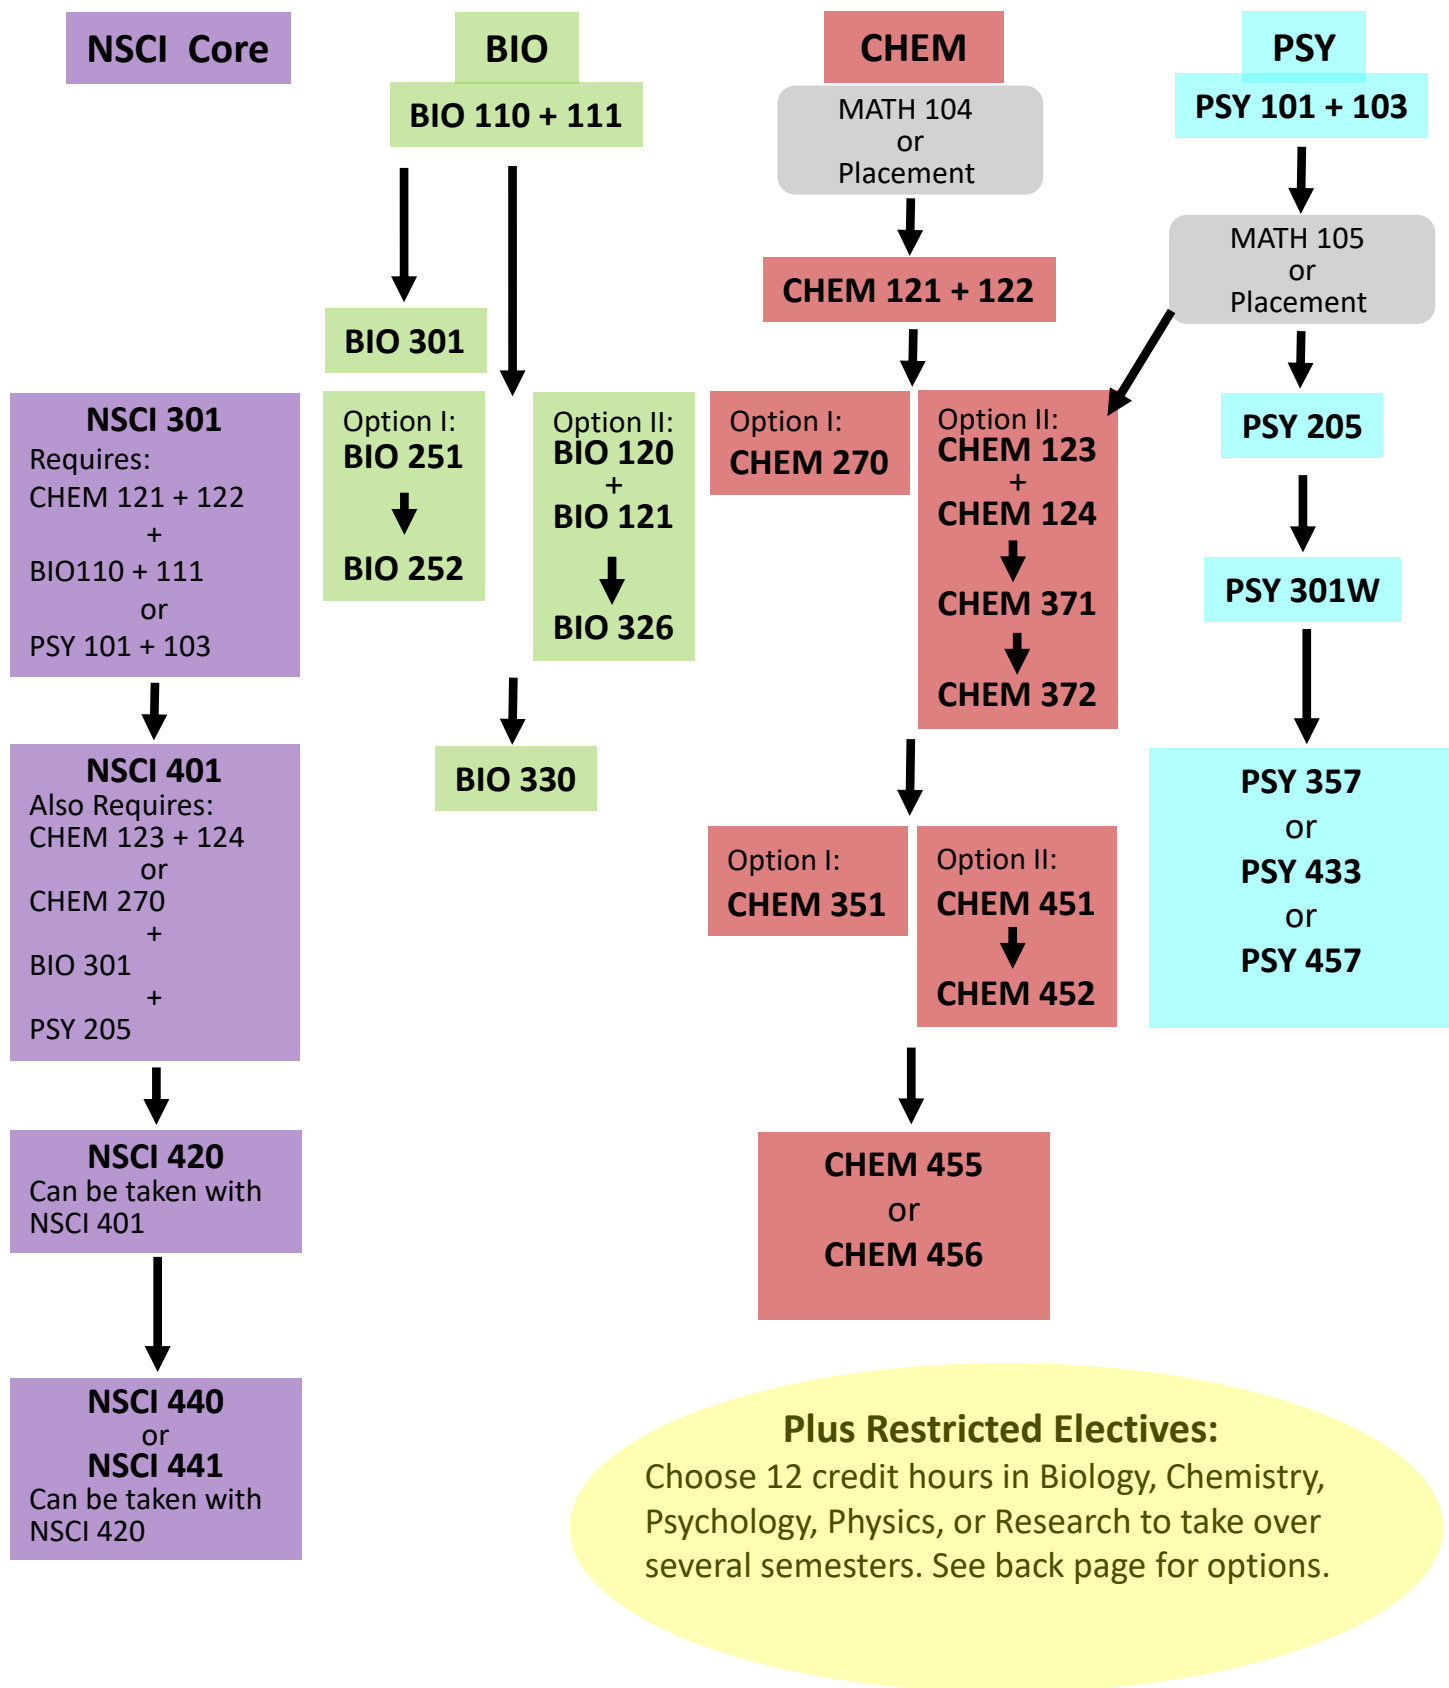 NSCI  Core
NSCI 301
Requires:
CHEM 121 + 122
+
BIO110 + 111
or
PSY 101 + 103
NSCI 401
Also Requires:
CHEM 123 + 124
or
CHEM 270
+
BIO 301
+
PSY 205
NSCI 420
Can be taken with
NSCI 401
NSCI 440
or
NSCI 441
Can be taken with
NSCI 420
BIO
BIO 110 + 111
BIO 301
Option I:
BIO 251
BIO 252
Option II:
BIO 120
+
BIO 121
BIO 326
BIO 330
CHEM
MATH 104
or
Placement
CHEM 121 + 122
Option I:
CHEM 270
Option II:
CHEM 123
+
CHEM 124
CHEM 371
CHEM 372
Option I:
CHEM 351
Option II:
CHEM 451
CHEM 452
CHEM 455
or
CHEM 456
PSY
PSY 101 + 103
MATH 105
or
Placement
PSY 205
PSY 301W
PSY 357
or
PSY 433
or
PSY 457
Plus Restricted Electives:
Choose 12 credit hours in Biology, Chemistry,
Psychology, Physics, or Research to take over
several semesters. See back page for options.